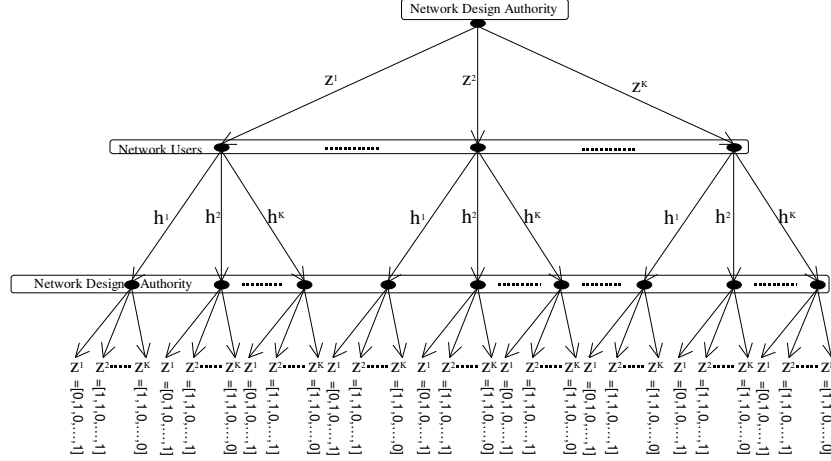 Network Design Authority
z¹ z² zᴷ
Network Users
h¹ h² hᴷ h¹ h² hᴷ h¹ h² hᴷ
Network Design Authority
z¹ z² zᴷ z¹ z² zᴷ z¹ z² zᴷ z¹ z² zᴷ z¹ z² zᴷ z¹ z² zᴷ z¹ z² zᴷ z¹ z² zᴷ z¹ z² zᴷ
=[0,1,0,....1] =[1,1,0,....1] =[1,1,0,...0] =[0,1,0,....1] =[1,1,0,....1] =[1,1,0,...0] =[0,1,0,....1] =[1,1,0,....1] =[1,1,0,...0] =[0,1,0,....1] =[1,1,0,....1] =[1,1,0,...0] =[0,1,0,....1] =[1,1,0,....1] =[1,1,0,...0] =[0,1,0,....1] =[1,1,0,....1] =[1,1,0,...0] =[0,1,0,....1] =[1,1,0,....1] =[1,1,0,...0] =[0,1,0,....1] =[1,1,0,....1] =[1,1,0,...0] =[0,1,0,....1] =[1,1,0,....1] =[1,1,0,...0]